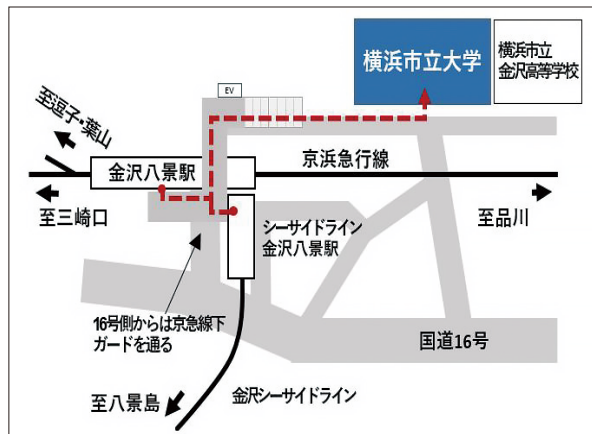 横浜市立大学
横浜市立
金沢高等学校
EV
至逗子・葉山
金沢八景駅
京浜急行線
至三崎口
至品川
シーサイドライン
金沢八景駅
16号側からは京急線下
ガードを通る
国道16号
至八景島
金沢シーサイドライン